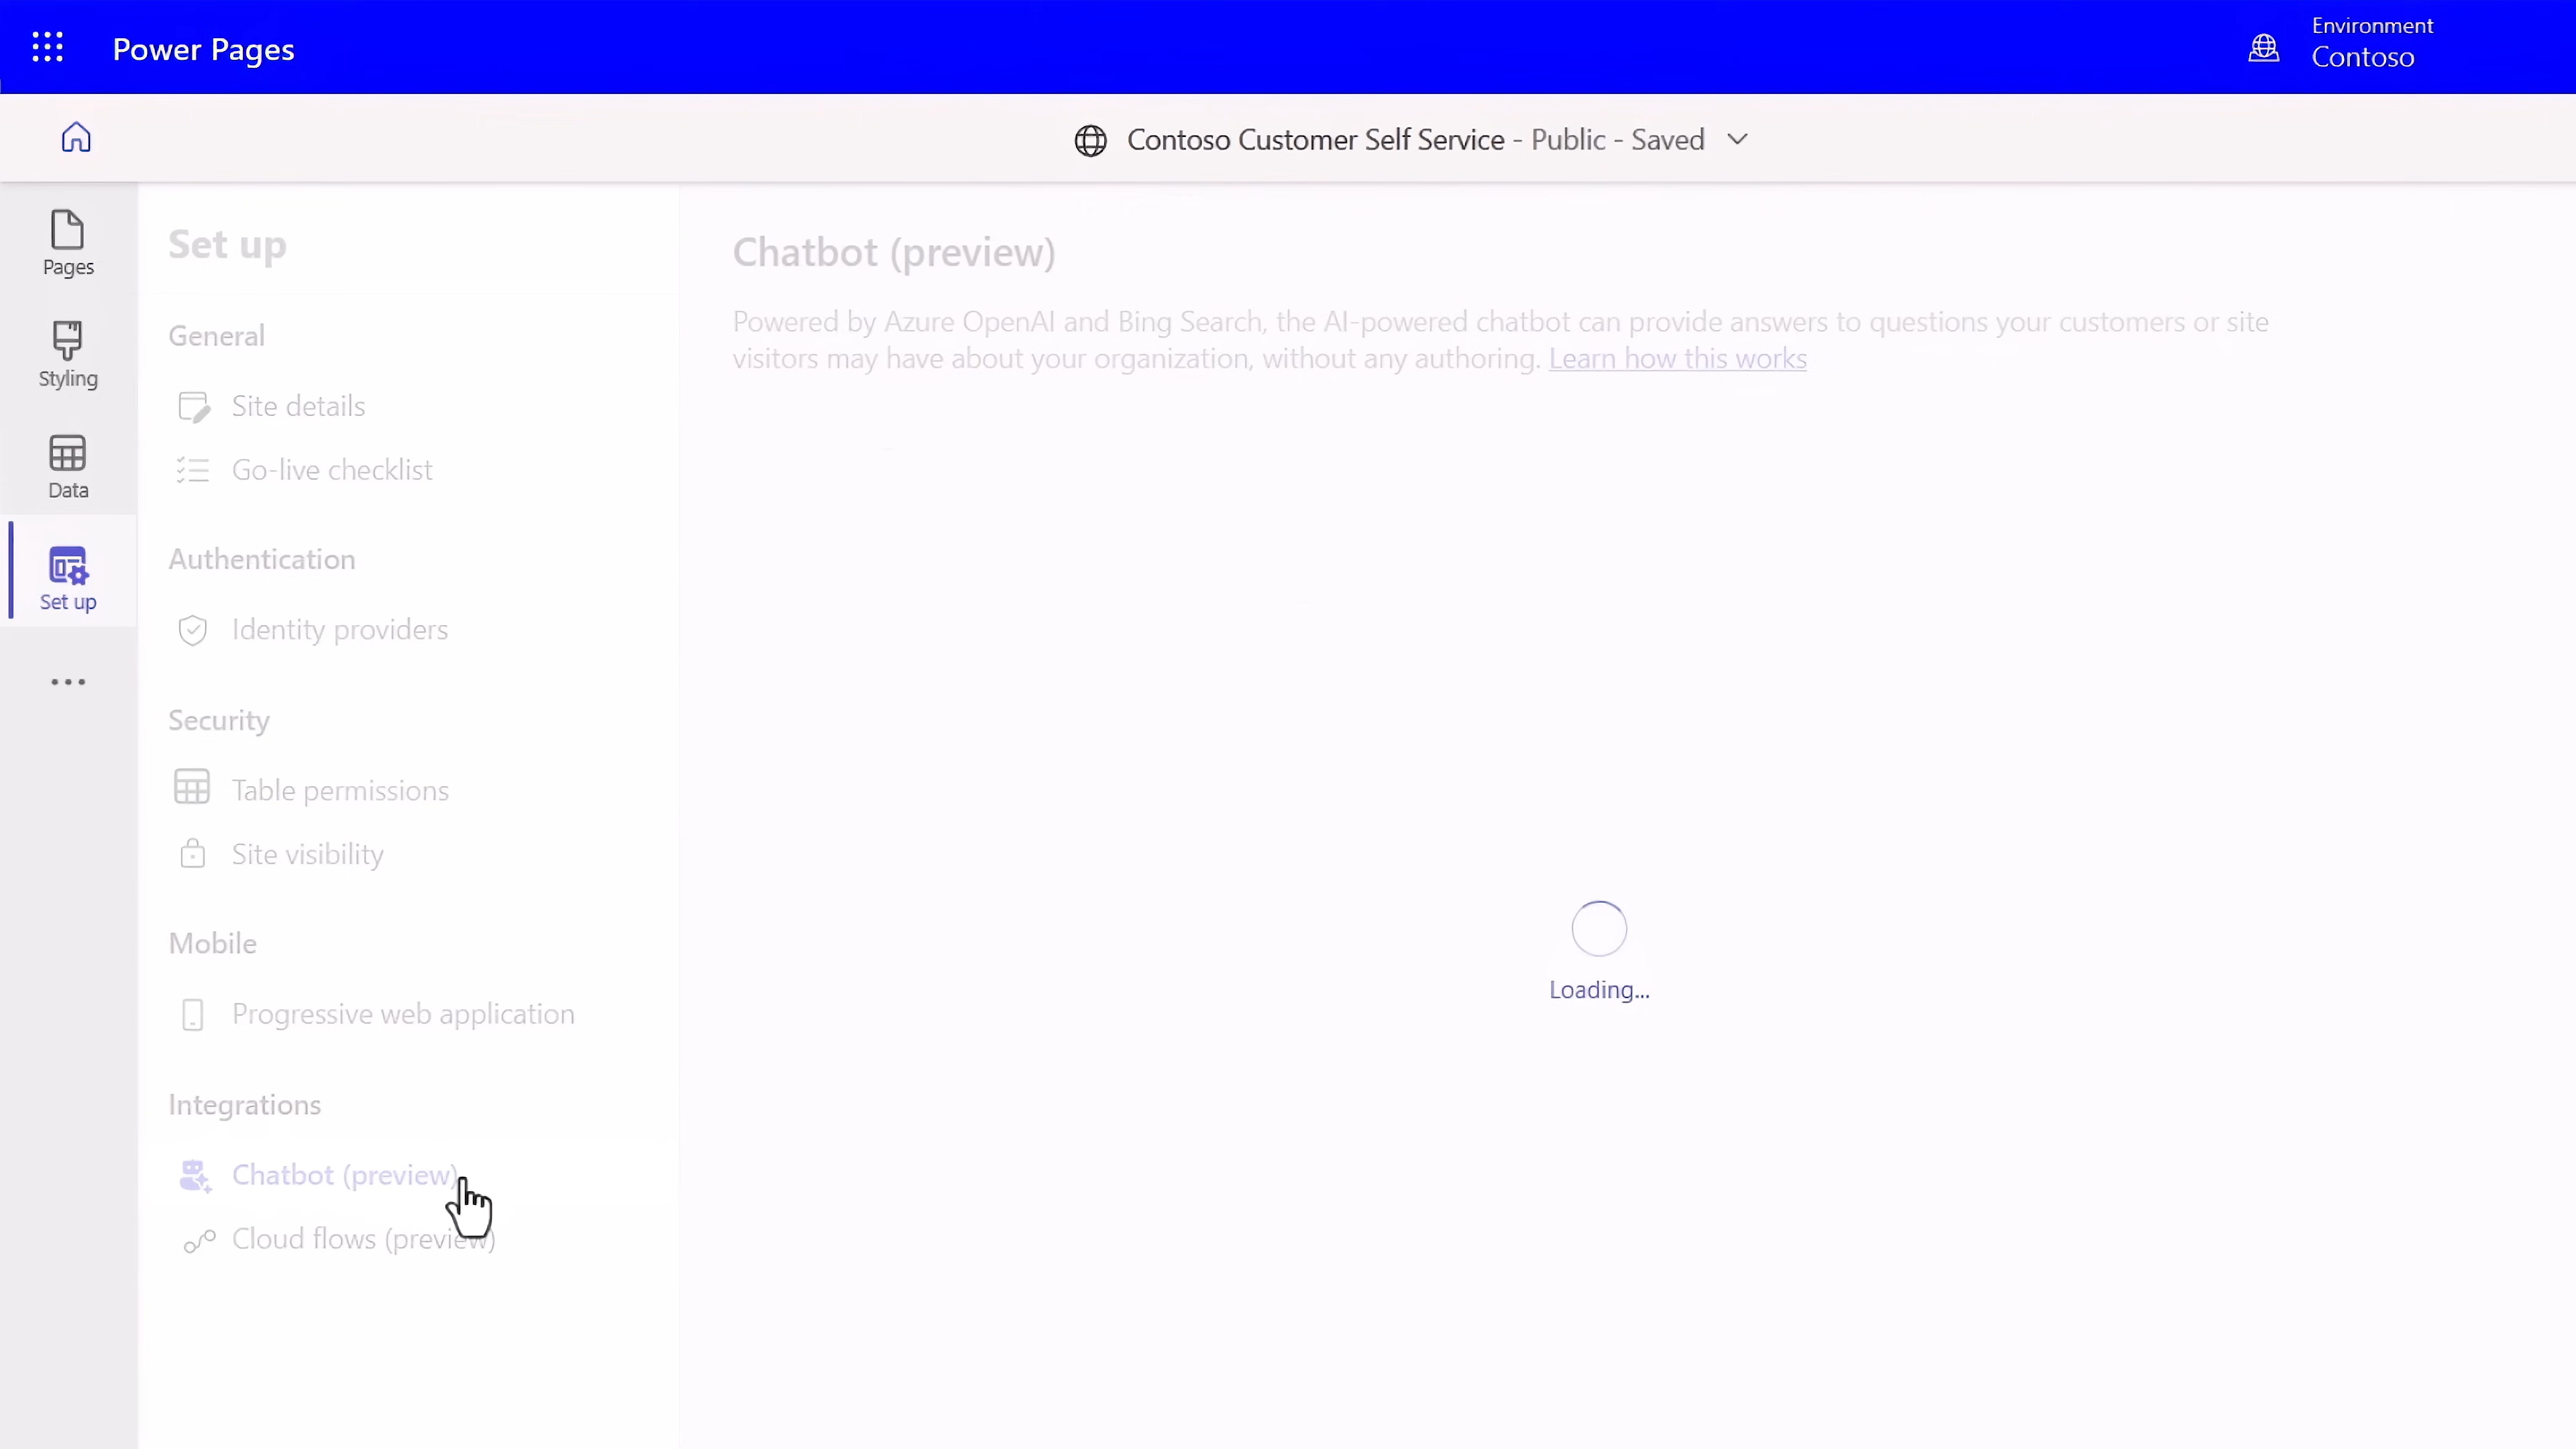 Power Pages
Environment
Contoso
Contoso Customer Self Service - Public - Saved
Pages
Styling
Data
Set up
Set up
General
Site details
Go-live checklist
Authentication
Identity providers
Security
Table permissions
Site visibility
Mobile
Progressive web application
Integrations
Chatbot (preview)
Cloud flows (preview)
Chatbot (preview)
Powered by Azure OpenAI and Bing Search, the AI-powered chatbot can provide answers to questions your customers or site
visitors may have about your organization, without any authoring. Learn how this works
Loading...